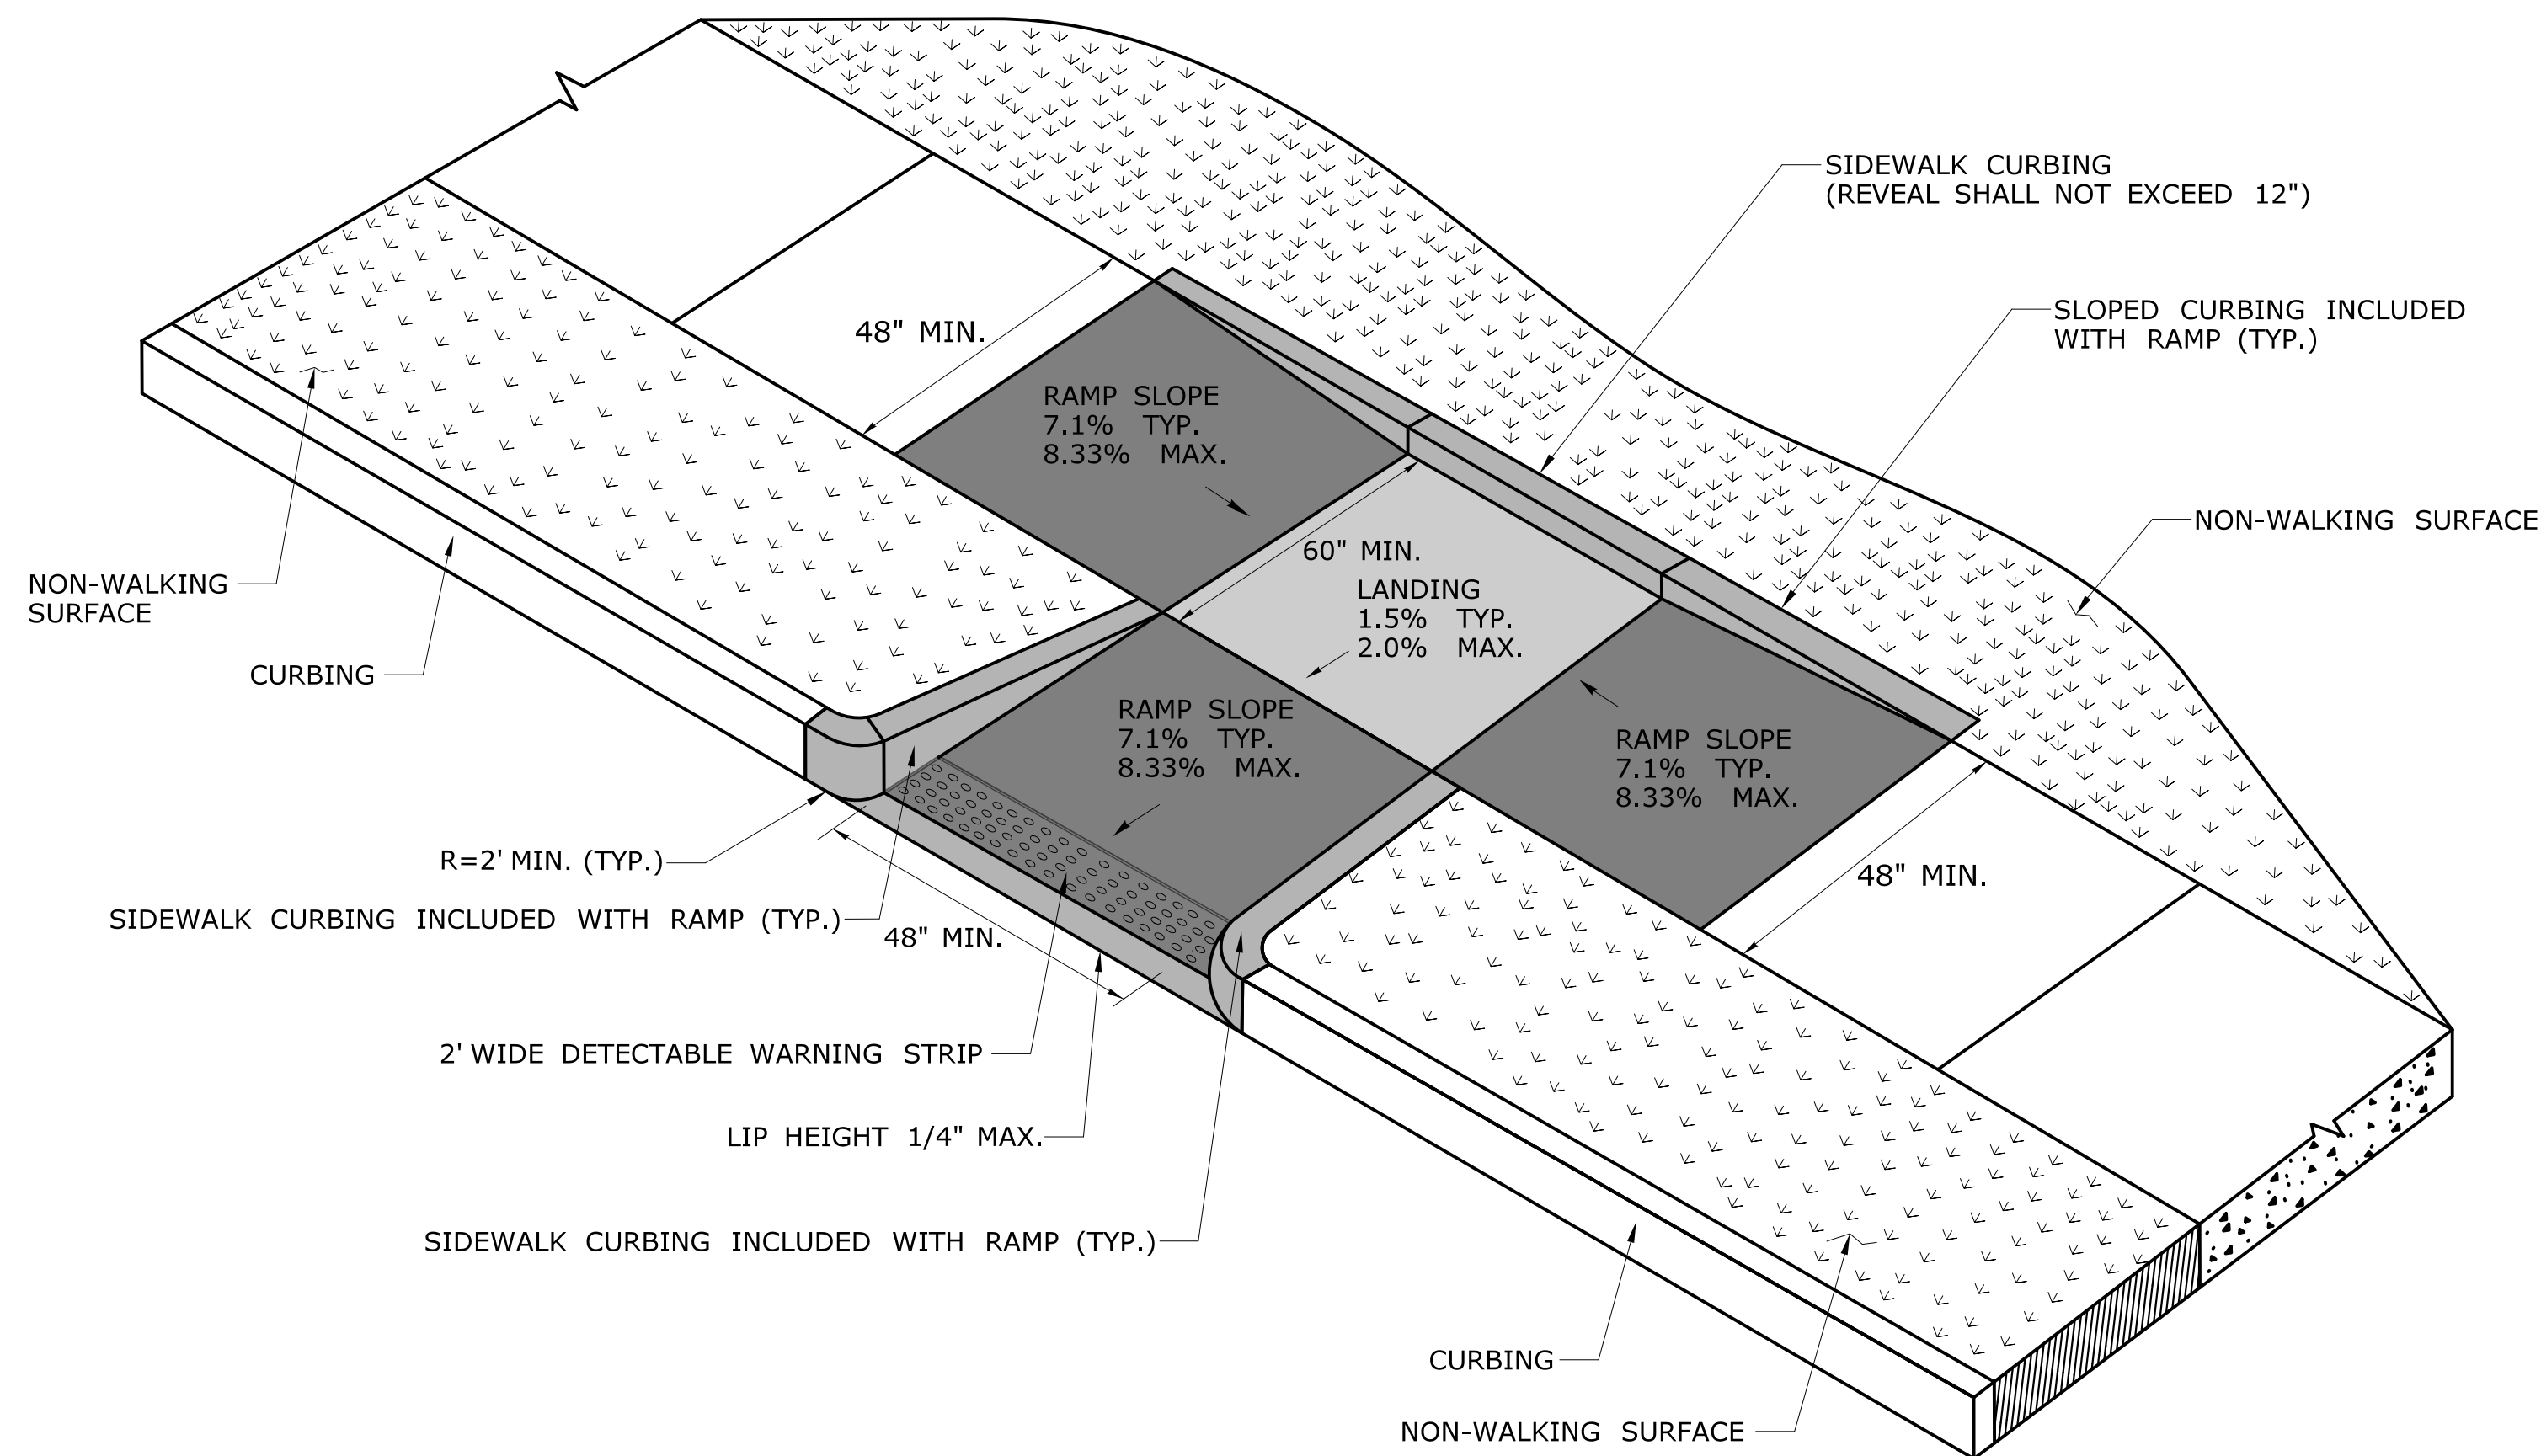 SIDEWALK CURBING
(REVEAL SHALL NOT EXCEED 12")
SLOPED CURBING INCLUDED
WITH RAMP (TYP.)
48" MIN.
RAMP SLOPE
7.1% TYP.
8.33% MAX.
NON-WALKING SURFACE
60" MIN.
LANDING
1.5% TYP.
2.0% MAX.
NON-WALKING
SURFACE
CURBING
RAMP SLOPE
7.1% TYP.
8.33% MAX.
RAMP SLOPE
7.1% TYP.
8.33% MAX.
R=2' MIN. (TYP.)
48" MIN.
SIDEWALK CURBING INCLUDED WITH RAMP (TYP.)
48" MIN.
2' WIDE DETECTABLE WARNING STRIP
LIP HEIGHT 1/4" MAX.
SIDEWALK CURBING INCLUDED WITH RAMP (TYP.)
CURBING
NON-WALKING SURFACE